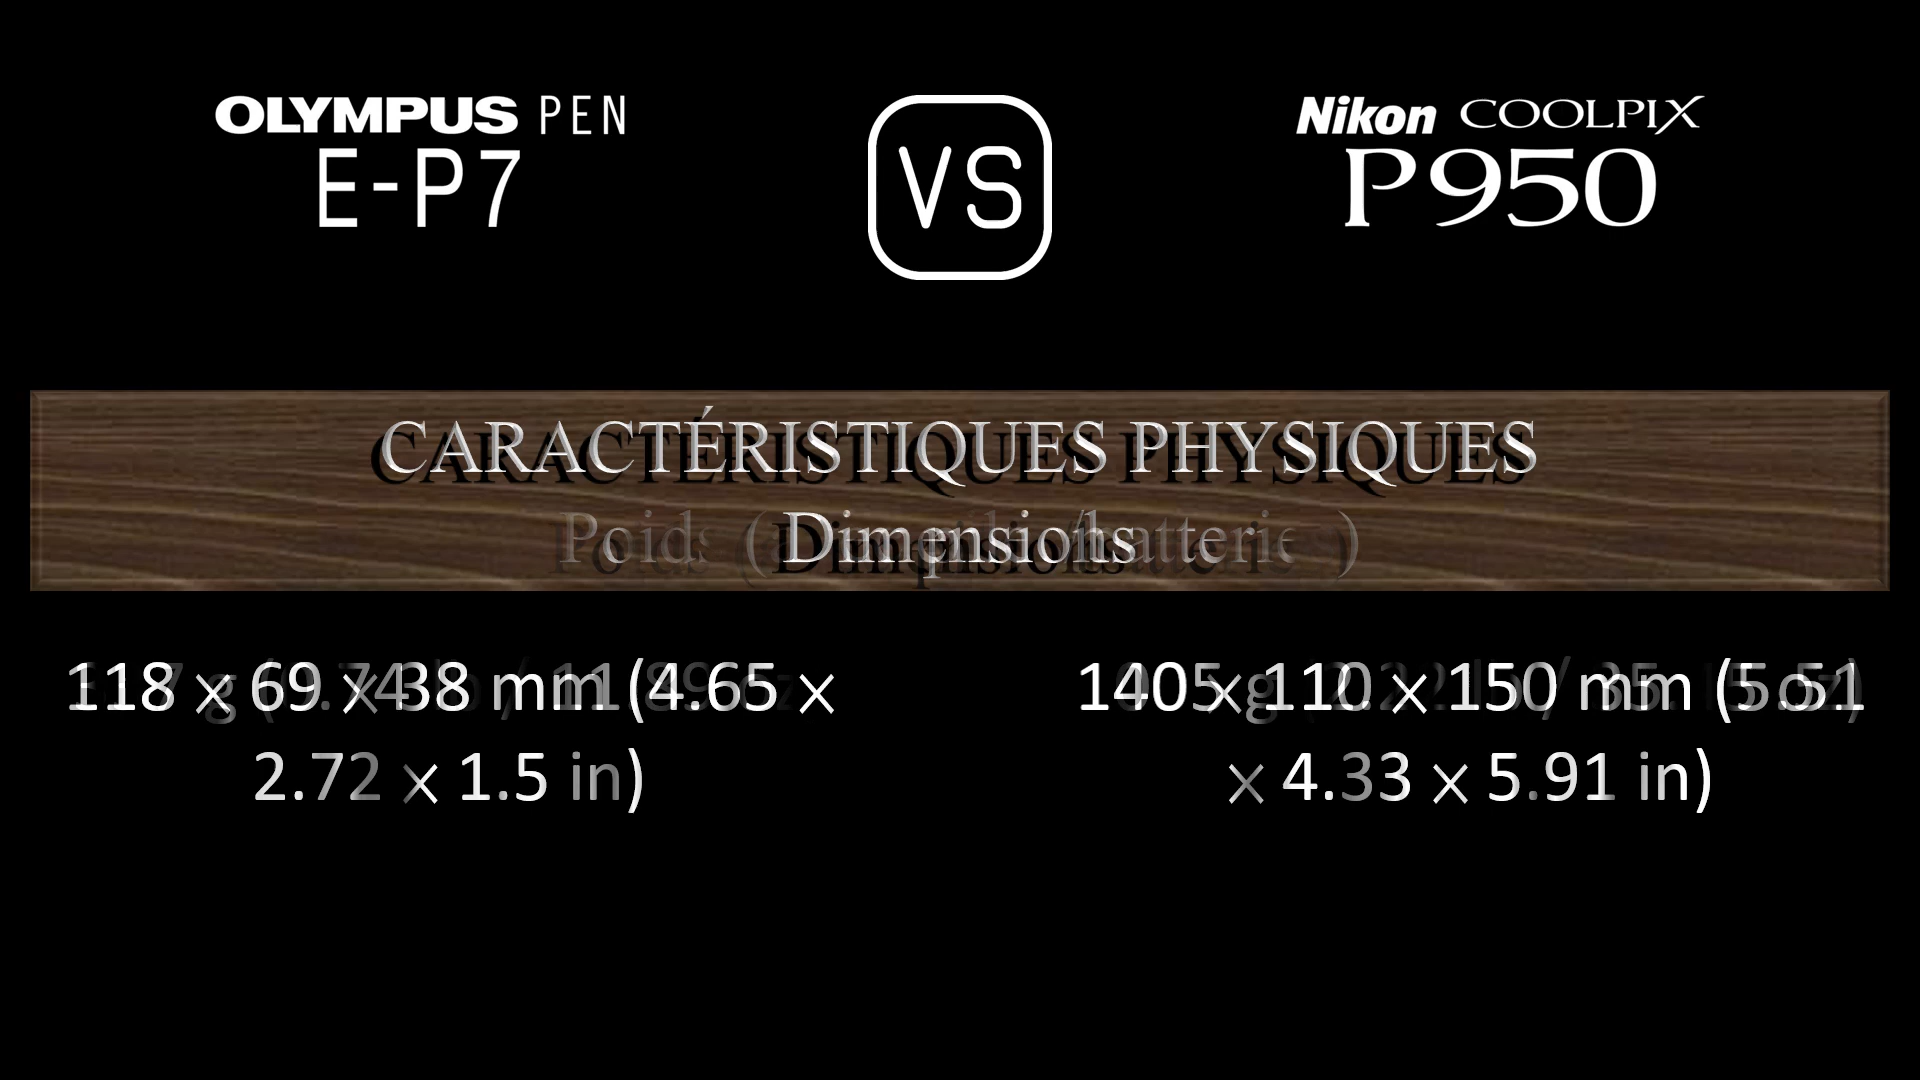 OLYMPUS PEN
E-P7
VS
Nikon COOLPIX
P950
CARACTÉRISTIQUES PHYSIQUES
Dimensions
118 x 69 x 38 mm (4.65 x
2.72 x 1.5 in)
140 x 110 x 150 mm (5.51
x 4.33 x 5.91 in)